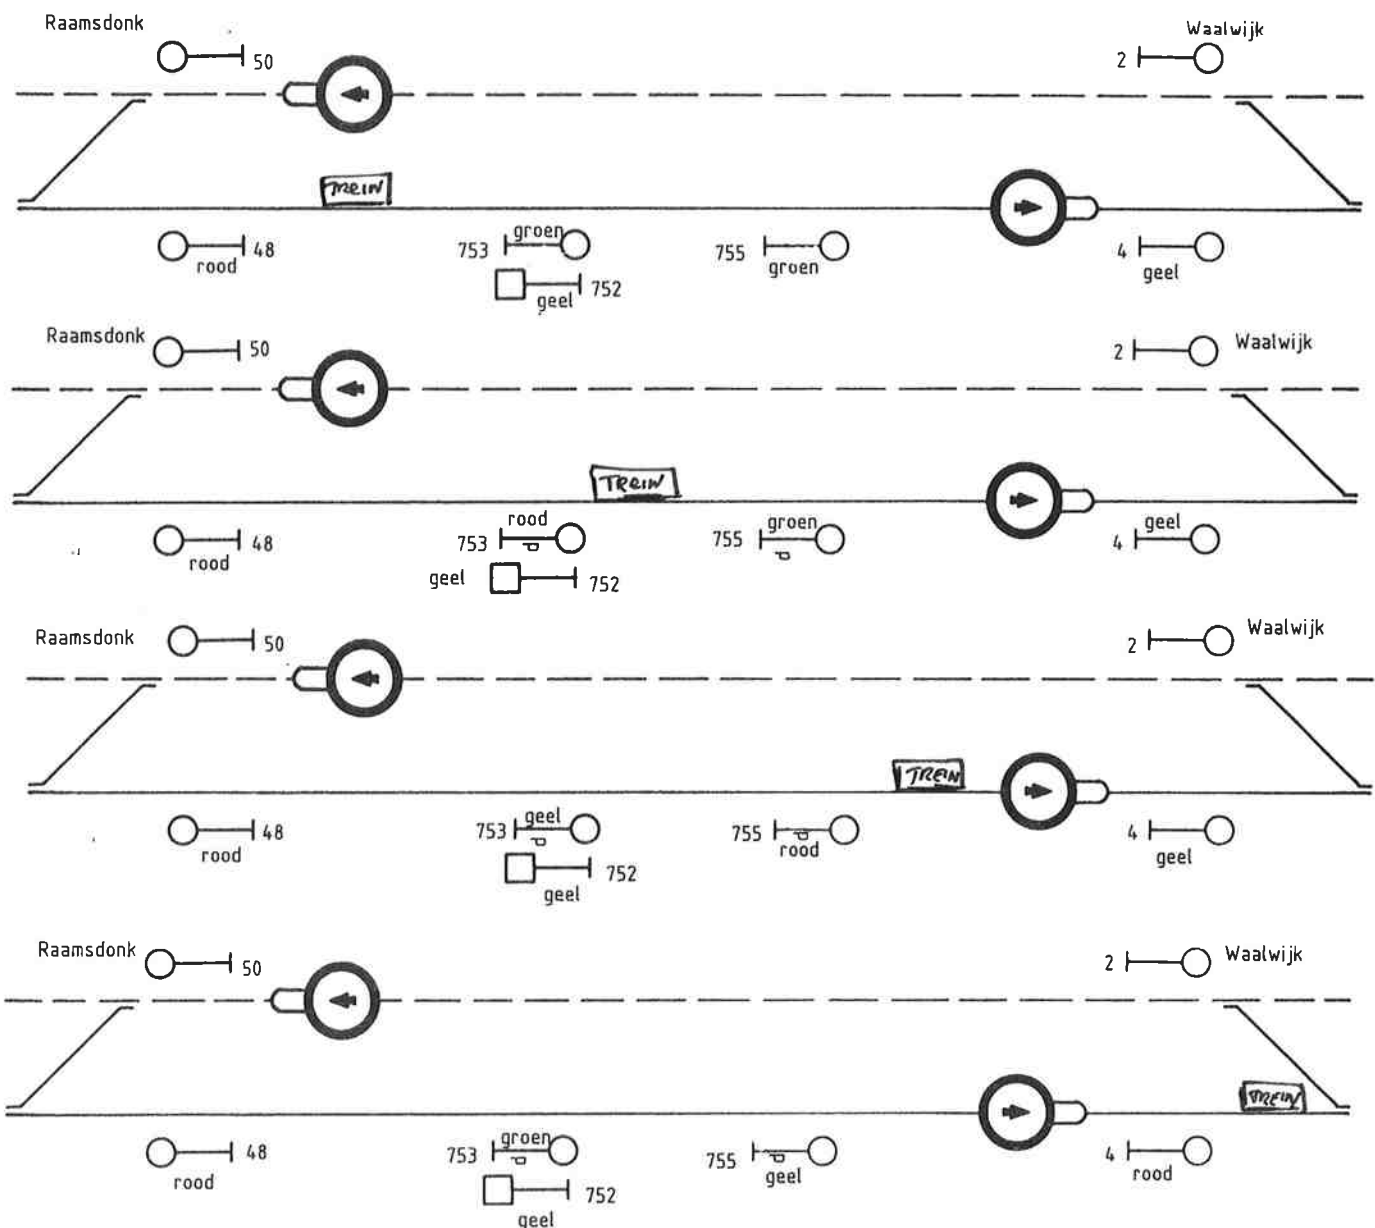 Raamsdonk
50
2
Waalwijk
TREIN
48
rood
753
groen
752
geel
755
groen
4
geel
Raamsdonk
50
2
Waalwijk
TREIN
48
rood
753
rood
P
geel
752
755
groen
P
4
geel
Raamsdonk
50
2
Waalwijk
TREIN
48
rood
753
geel
P
752
geel
755
P
rood
4
geel
Raamsdonk
50
2
Waalwijk
TREIN
48
rood
753
groen
P
752
geel
755
P
geel
4
rood